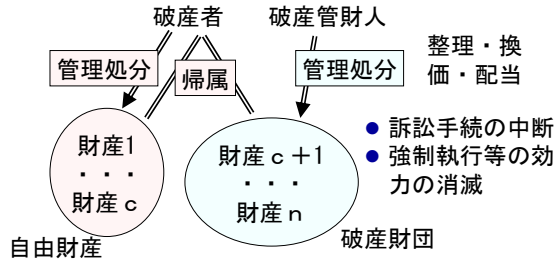 破産者
破産管財人
管理処分
帰属
管理処分
整理・換
価・配当
財産1
・・・
財産ｃ
財産ｃ＋1
・・・
財産ｎ
● 訴訟手続の中断
● 強制執行等の効
力の消滅
自由財産
破産財団